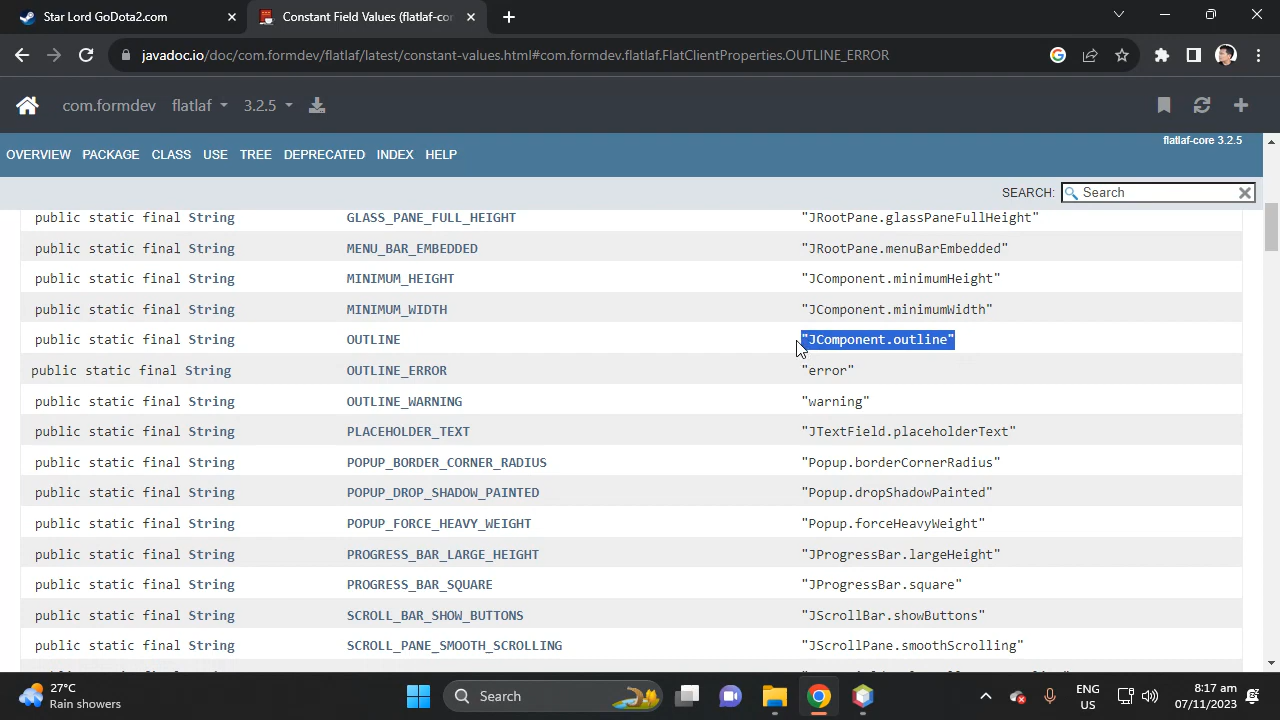 Star Lord GoDota2.com
Constant Field Values (flatlaf-cor
javadoc.io/doc/com.formdev/flatlaf/latest/constant-values.html#com.formdev.flatlaf.FlatClientProperties.OUTLINE_ERROR
com.formdev flatlaf 3.2.5
flatlaf-core 3.2.5
OVERVIEW PACKAGE CLASS USE TREE DEPRECATED INDEX HELP
SEARCH: Search
public static final String GLASS_PANE_FULL_HEIGHT "JRootPane.glassPaneFullHeight"
public static final String MENU_BAR_EMBEDDED "JRootPane.menuBarEmbedded"
public static final String MINIMUM_HEIGHT "JComponent.minimumHeight"
public static final String MINIMUM_WIDTH "JComponent.minimumWidth"
public static final String OUTLINE "JComponent.outline"
public static final String OUTLINE_ERROR "error"
public static final String OUTLINE_WARNING "warning"
public static final String PLACEHOLDER_TEXT "JTextField.placeholderText"
public static final String POPUP_BORDER_CORNER_RADIUS "Popup.borderCornerRadius"
public static final String POPUP_DROP_SHADOW_PAINTED "Popup.dropShadowPainted"
public static final String POPUP_FORCE_HEAVY_WEIGHT "Popup.forceHeavyWeight"
public static final String PROGRESS_BAR_LARGE_HEIGHT "JProgressBar.largeHeight"
public static final String PROGRESS_BAR_SQUARE "JProgressBar.square"
public static final String SCROLL_BAR_SHOW_BUTTONS "JScrollBar.showButtons"
public static final String SCROLL_PANE_SMOOTH_SCROLLING "JScrollPane.smoothScrolling"
27°C
Rain showers
Search
ENG
US
8:17 am
07/11/2023